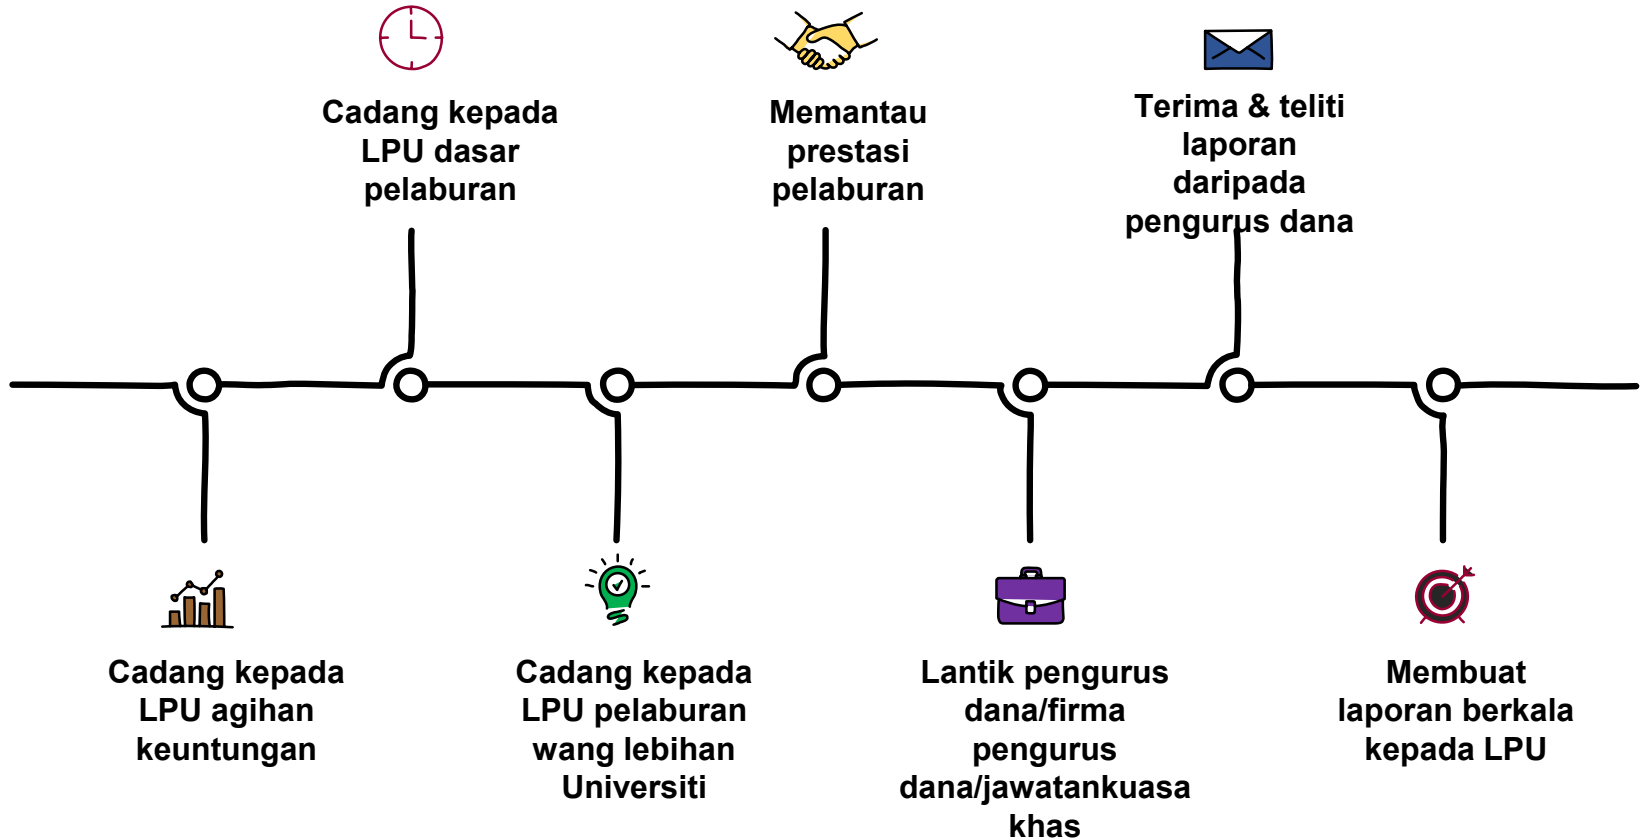 Cadang kepada
LPU dasar
pelaburan
Memantau
prestasi
pelaburan
Terima & teliti
laporan
daripada
pengurus dana
Cadang kepada
LPU agihan
keuntungan
Cadang kepada
LPU pelaburan
wang lebihan
Universiti
Lantik pengurus
dana/firma
pengurus
dana/jawatankuasa
khas
Membuat
laporan berkala
kepada LPU